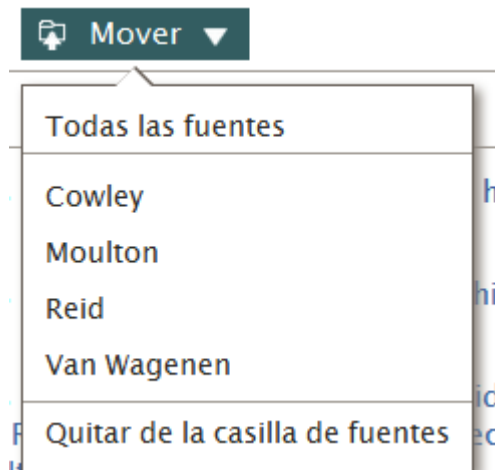 Mover
Todas las fuentes
Cowley
Moulton
Reid
Van Wagenen
Quitar de la casilla de fuentes